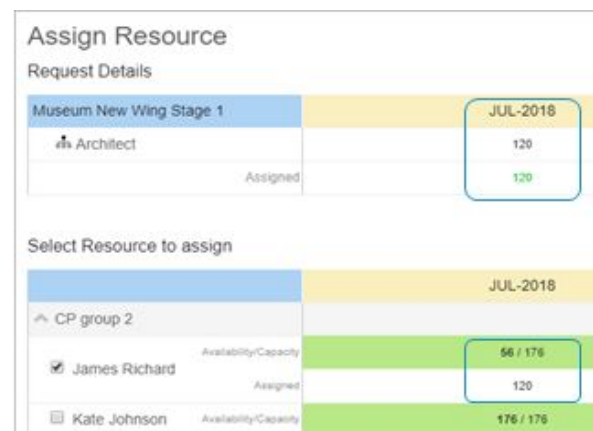 Assign Resource
Request Details
Museum New Wing Stage 1 JUL-2018
Architect 120
Assigned 120
Select Resource to assign
JUL-2018
CP group 2
Availability/Capacity 56 / 176
James Richard
Assigned 120
Kate Johnson Availability/Capacity 176 / 176